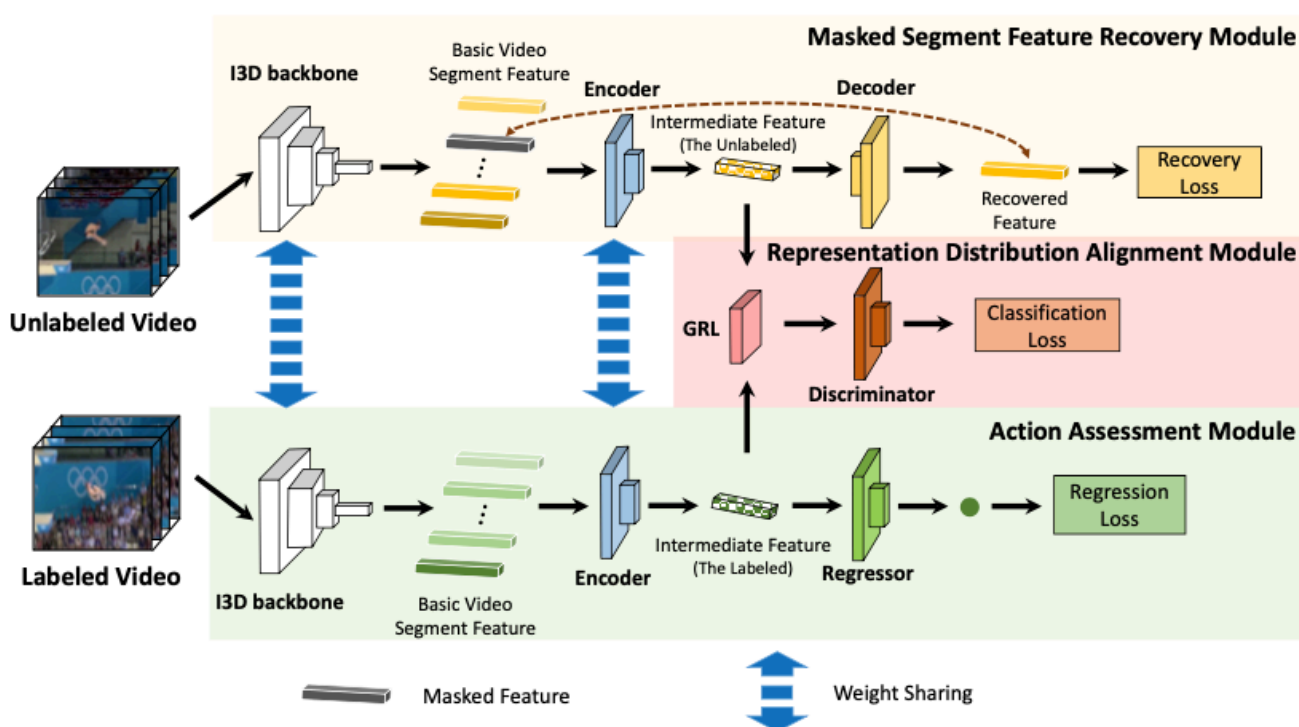 Masked Segment Feature Recovery Module
Basic Video
Segment Feature
I3D backbone
Encoder
Decoder
Intermediate Feature
(The Unlabeled)
Recovery
Loss
Recovered
Feature
Unlabeled Video
Representation Distribution Alignment Module
GRL
Classification
Loss
Discriminator
Action Assessment Module
Regression
Loss
Labeled Video
I3D backbone
Basic Video
Segment Feature
Encoder
Intermediate Feature
(The Labeled)
Regressor
Masked Feature
Weight Sharing